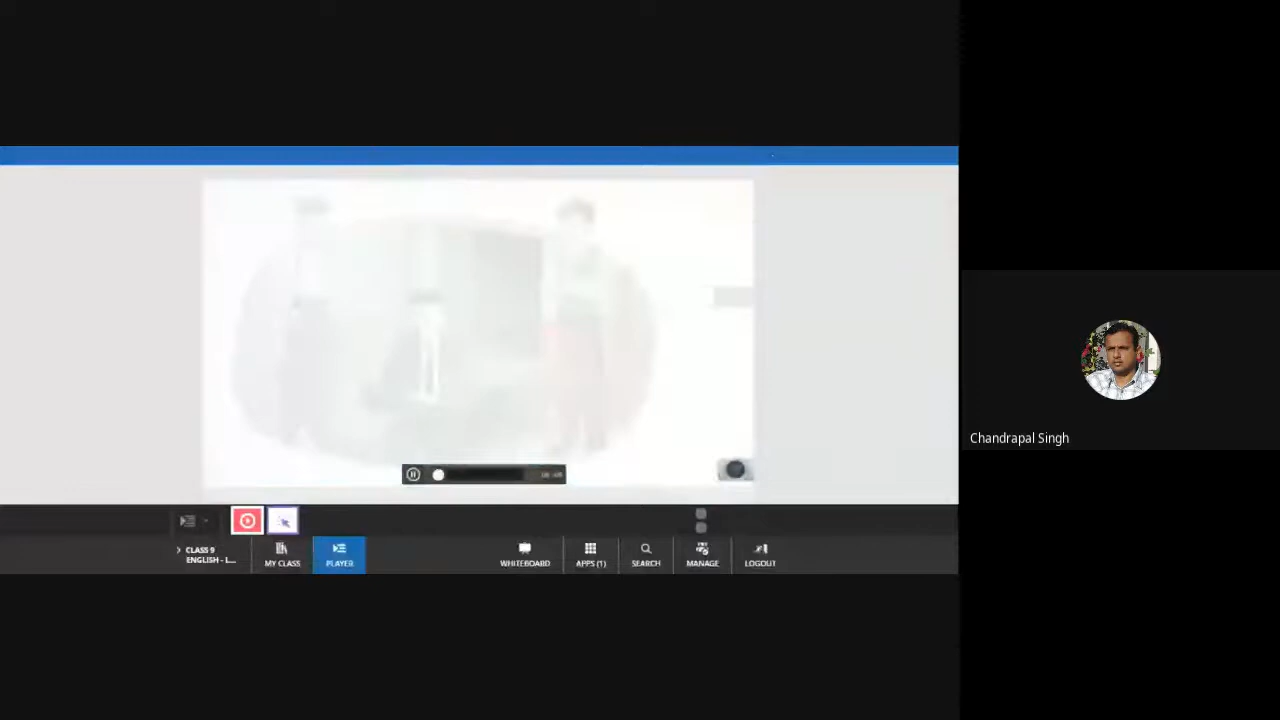 Chandrapal Singh
CLASS 9
ENGLISH - L...
MY CLASS
PLAYER
WHITEBOARD
APPS (1)
SEARCH
MANAGE
LOGOUT